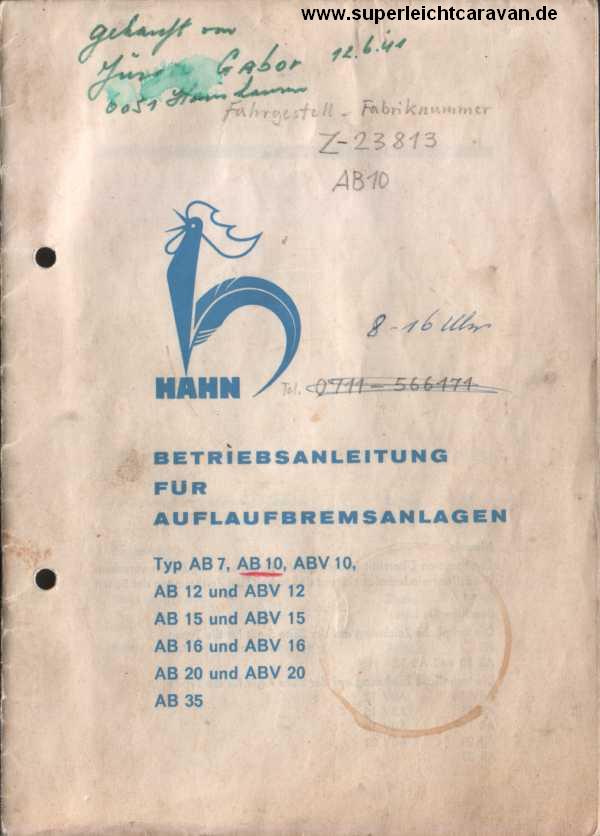 www.superleichtcaravan.de
gekauft von
Gabor 12.6.41
6051
Fahrgestell - Fabriknummer
Z-23813
AB10
8-16 Uhr
HAHN
Tel. 0711-566171
BETRIEBSANLEITUNG
FÜR
AUFLAUFBREMSANLAGEN
Typ AB 7, AB 10, ABV 10,
AB 12 und ABV 12
AB 15 und ABV 15
AB 16 und ABV 16
AB 20 und ABV 20
AB 35